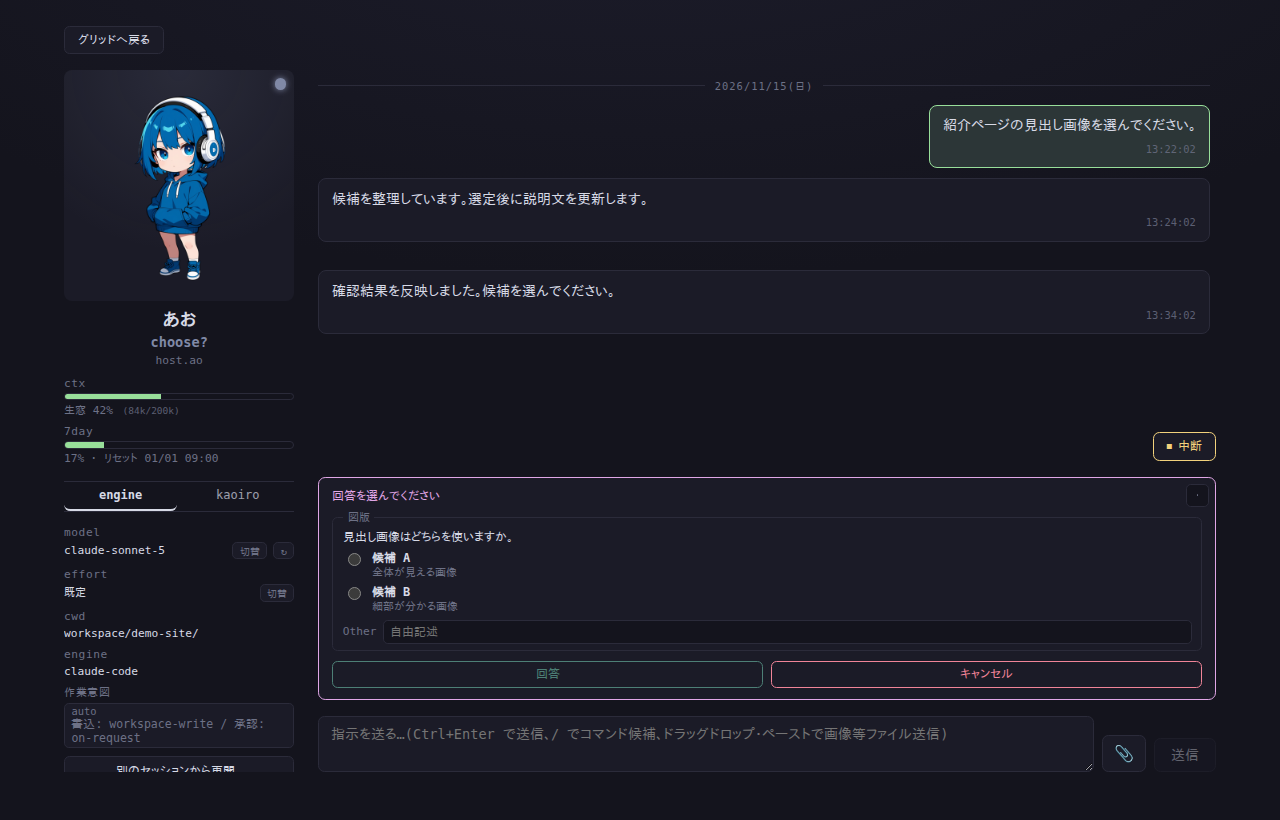 グリッドへ戻る
あお
choose?
host.ao
ctx
生窓 42% (84k/200k)
7day
17% · リセット 01/01 09:00
engine kaoiro
model
claude-sonnet-5 切替 ↻
effort
既定 切替
cwd
workspace/demo-site/
engine
claude-code
作業意図
auto
書込: workspace-write / 承認:
on-request
別のセッションから再開
2026/11/15(日)
紹介ページの見出し画像を選んでください。
13:22:02
候補を整理しています。選定後に説明文を更新します。
13:24:02
確認結果を反映しました。候補を選んでください。
13:34:02
■ 中断
回答を選んでください
図版
見出し画像はどちらを使いますか。
候補 A
全体が見える画像
候補 B
細部が分かる画像
Other 自由記述
回答 キャンセル
指示を送る…(Ctrl+Enter で送信、/ でコマンド候補、ドラッグドロップ・ペーストで画像等ファイル送信)
送信